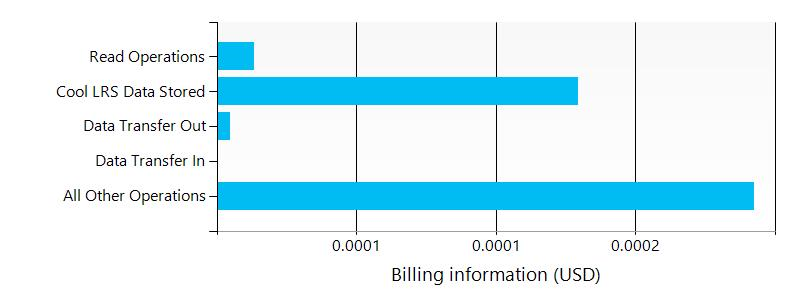 Read Operations
Cool LRS Data Stored
Data Transfer Out
Data Transfer In
All Other Operations
0.0001 0.0001 0.0002
Billing information (USD)